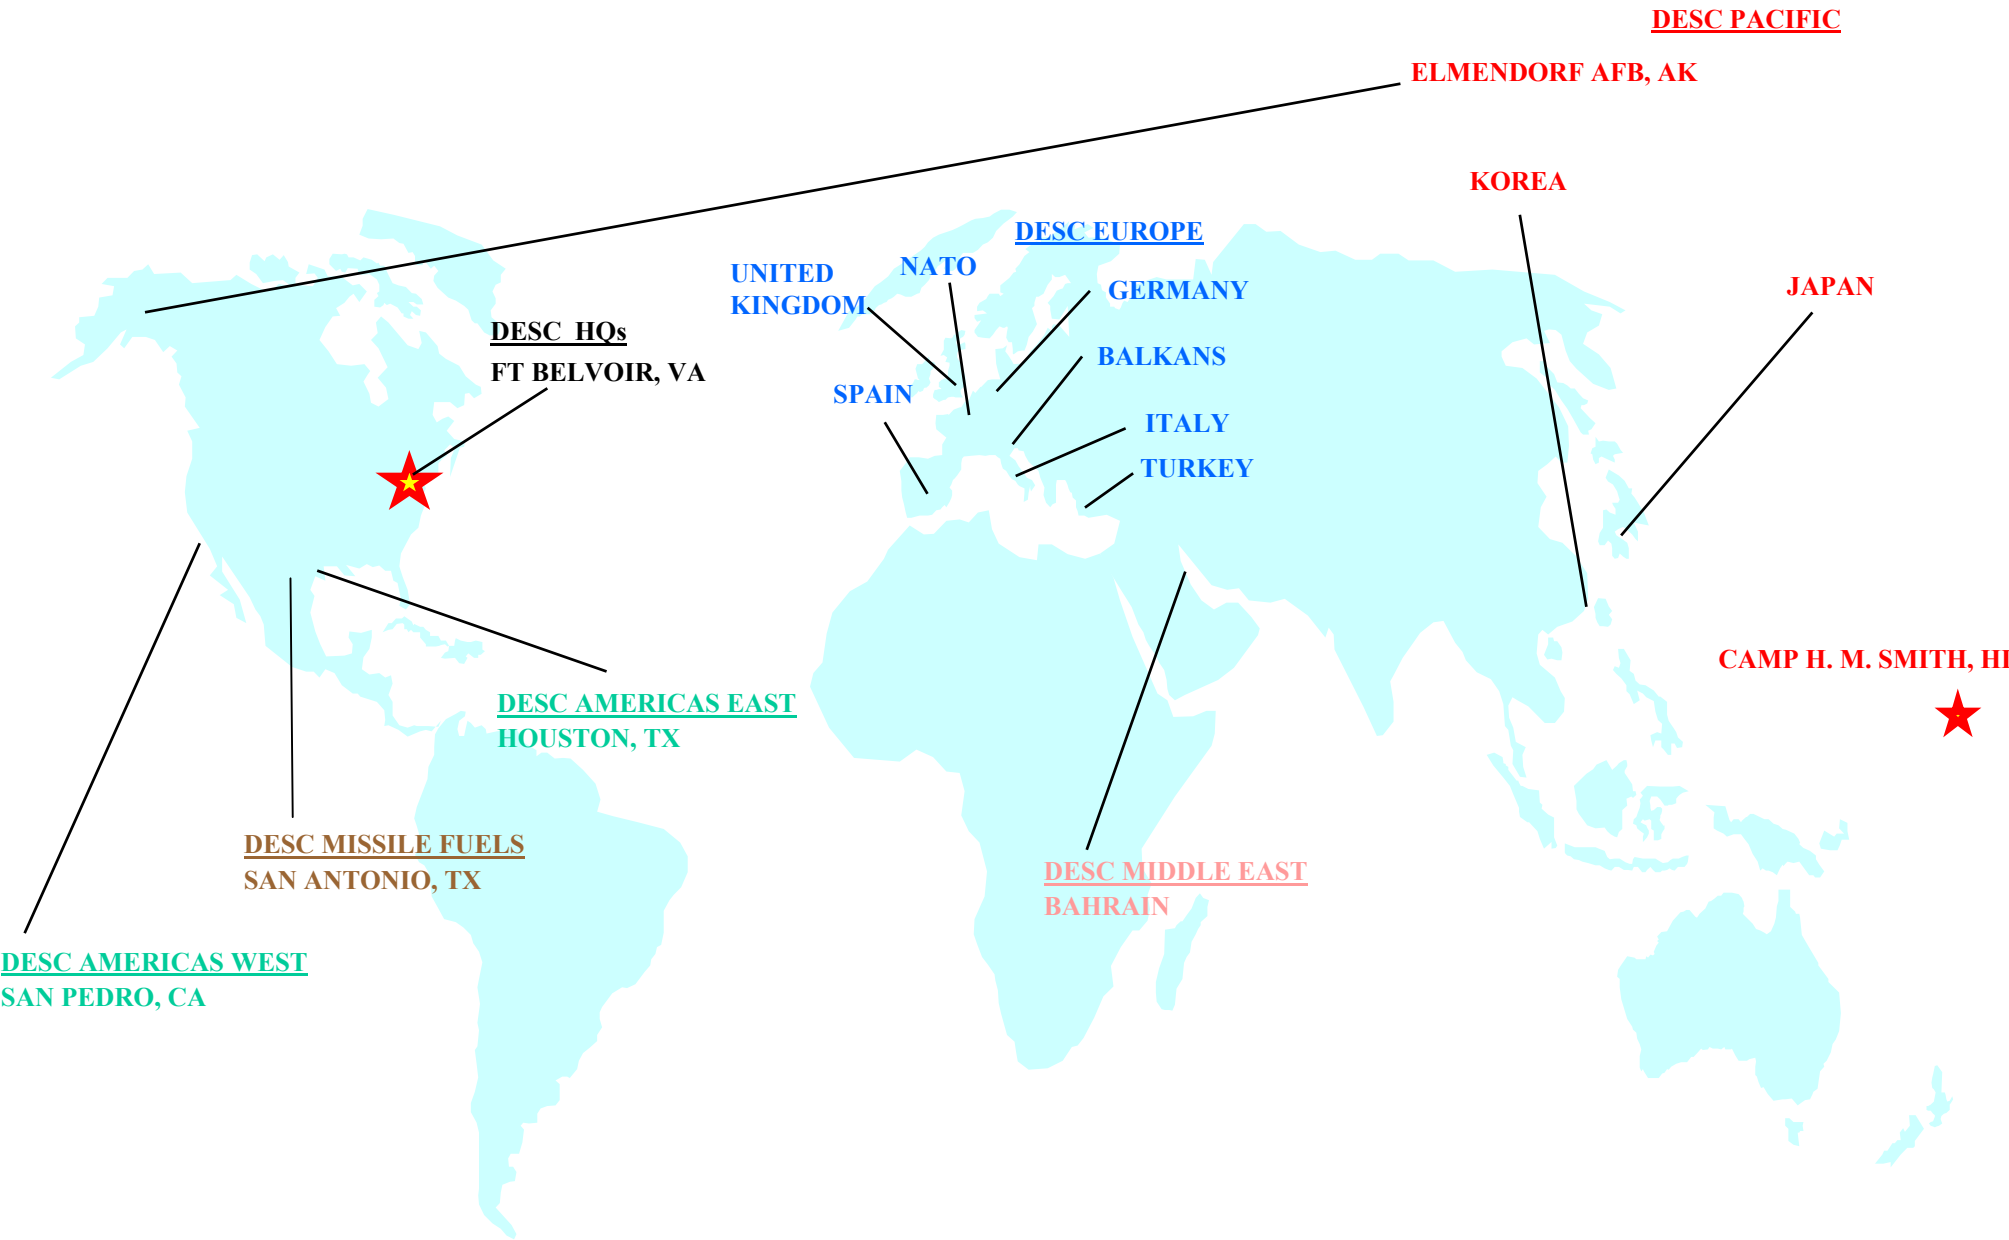 DESC PACIFIC
ELMENDORF AFB, AK
KOREA
JAPAN
CAMP H. M. SMITH, HI
DESC EUROPE
UNITED
KINGDOM
NATO
GERMANY
BALKANS
SPAIN
ITALY
TURKEY
DESC HQs
FT BELVOIR, VA
DESC AMERICAS EAST
HOUSTON, TX
DESC MISSILE FUELS
SAN ANTONIO, TX
DESC MIDDLE EAST
BAHRAIN
DESC AMERICAS WEST
SAN PEDRO, CA